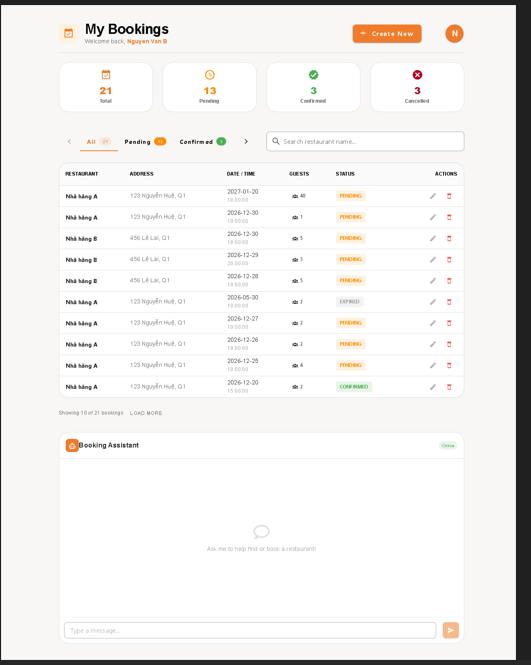 My Bookings
Welcome back, Nguyen Van B
+ Create New
N
21
Total
13
Pending
3
Confirmed
3
Cancelled
All 21
Pending 13
Confirmed 3
Search restaurant name...
RESTAURANT ADDRESS DATE / TIME GUESTS STATUS ACTIONS
Nhà hàng A 123 Nguyễn Huệ, Q1 2027-01-20 40 PENDING
18:00:00
Nhà hàng A 123 Nguyễn Huệ, Q1 2026-12-30 1 PENDING
19:00:00
Nhà hàng B 456 Lê Lai, Q1 2026-12-30 5 PENDING
19:00:00
Nhà hàng B 456 Lê Lai, Q1 2026-12-29 3 PENDING
20:00:00
Nhà hàng B 456 Lê Lai, Q1 2026-12-28 5 PENDING
19:00:00
Nhà hàng A 123 Nguyễn Huệ, Q1 2026-05-30 2 EXPIRED
19:00:00
Nhà hàng A 123 Nguyễn Huệ, Q1 2026-12-27 2 PENDING
19:00:00
Nhà hàng A 123 Nguyễn Huệ, Q1 2026-12-26 2 PENDING
19:00:00
Nhà hàng A 123 Nguyễn Huệ, Q1 2026-12-25 4 PENDING
19:00:00
Nhà hàng A 123 Nguyễn Huệ, Q1 2026-12-20 2 CONFIRMED
15:00:00
Showing 10 of 21 bookings LOAD MORE
Booking Assistant
Online
Ask me to help find or book a restaurant!
Type a message...